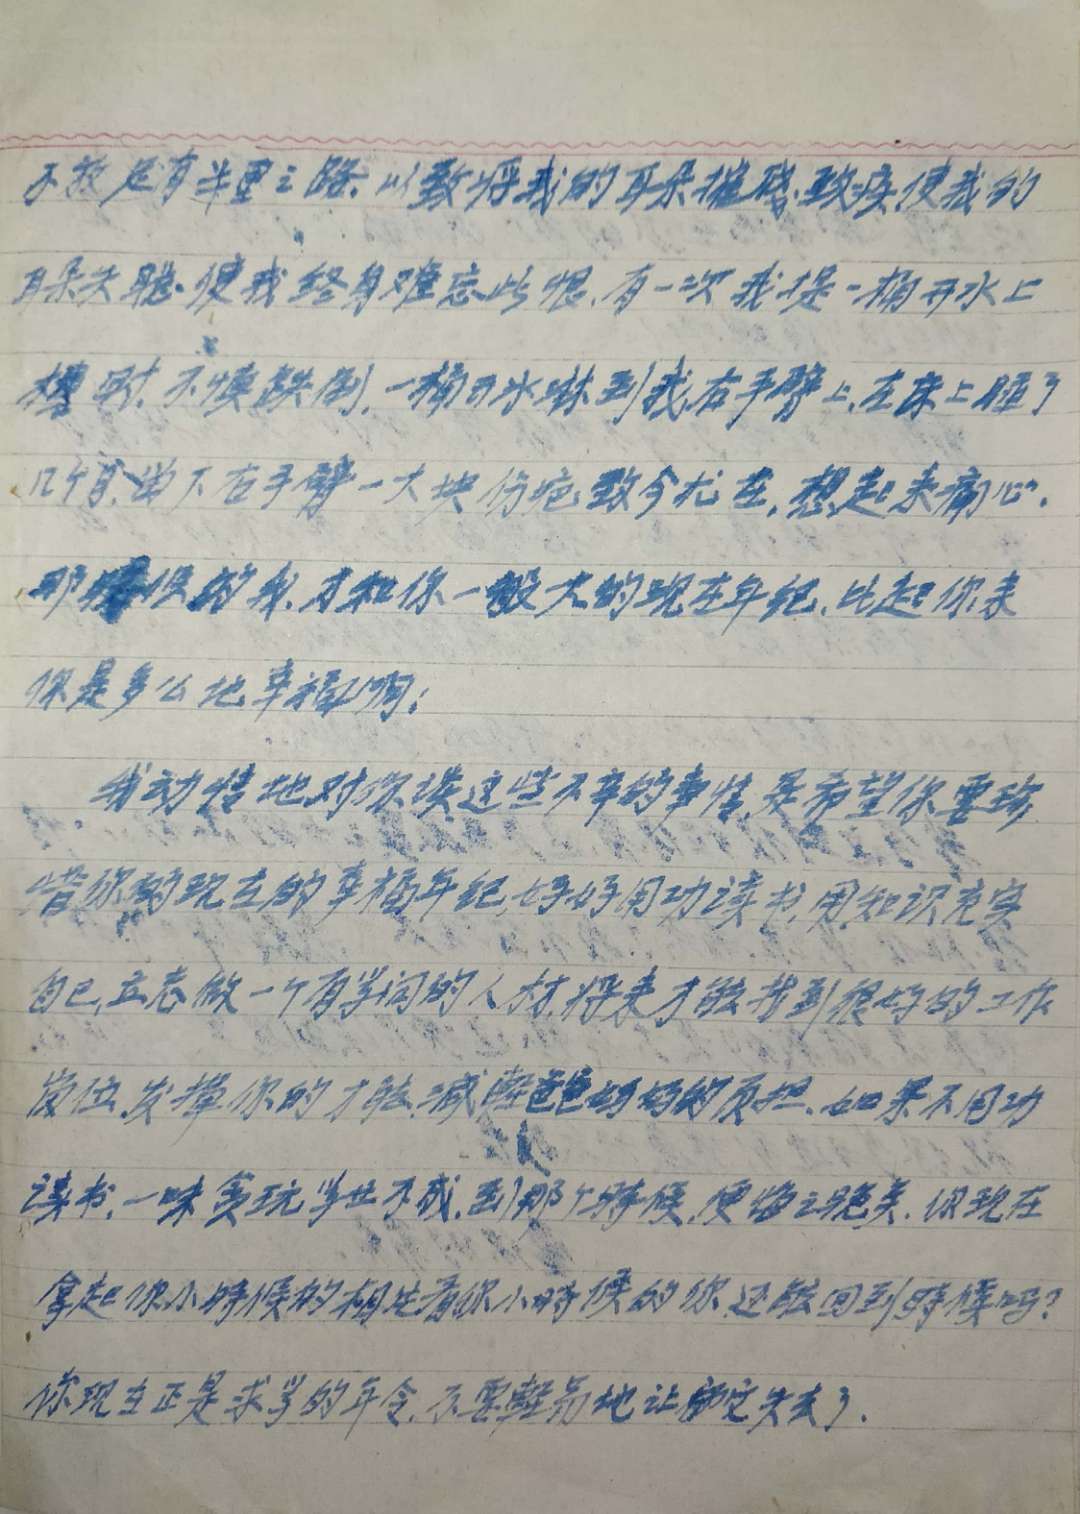 不放足有半里之路，以致将我的耳朵摧残致疾，使我的
耳朵失聪，使我终身难忘此恨，有一次我提一桶开水上
楼时，不慎跌倒，一桶开水淋到我右手臂上，在床上睡了
几个月，留下右手臂一大块伤疤，致今尤在，想起来痛心，
那时候的我，才和你一般大的现在年纪，比起你来
你是多么地幸福啊！
我动情地对你谈这些不幸的事情，是希望你要珍
惜你的现在的幸福年纪，好好用功读书，用知识充实
自己，立志做一个有学问的人材，将来才能找到很好的工作
岗位，发挥你的才能，减轻爸爸妈妈的负担，如果不用功
读书，一味贪玩，学业不成，到那个时候，便悔之晚矣，你现在
拿起你小时候的相片看你小时候的你，还能回到时候吗？
你现在正是求学的年令，不要轻易地让它失去了，